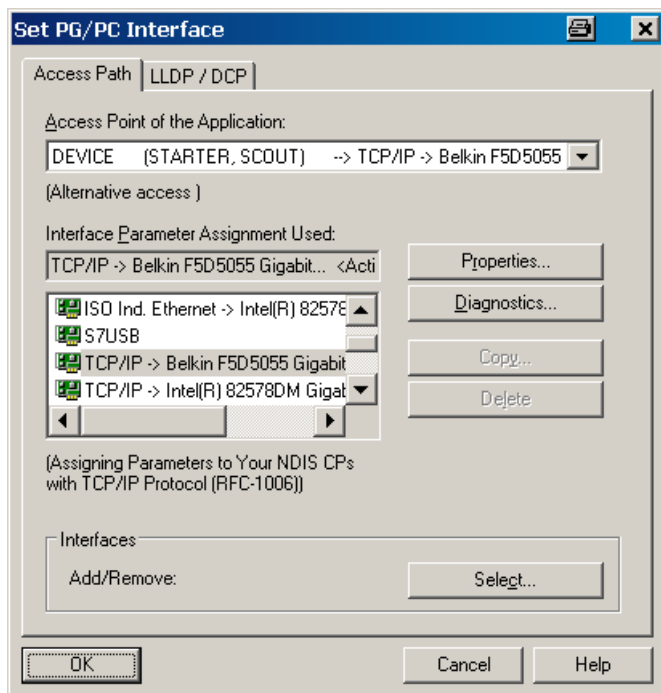 Set PG/PC Interface
Access Path
LLDP / DCP
Access Point of the Application:
DEVICE (STARTER, SCOUT) --> TCP/IP -> Belkin F5D5055
(Alternative access )
Interface Parameter Assignment Used:
TCP/IP -> Belkin F5D5055 Gigabit... <Acti
Properties...
Diagnostics...
ISO Ind. Ethernet -> Intel(R) 82578
S7USB
TCP/IP -> Belkin F5D5055 Gigabit
TCP/IP -> Intel(R) 82578DM Gigat
Copy...
Delete
(Assigning Parameters to Your NDIS CPs
with TCP/IP Protocol (RFC-1006))
Interfaces
Add/Remove:
Select...
OK
Cancel
Help